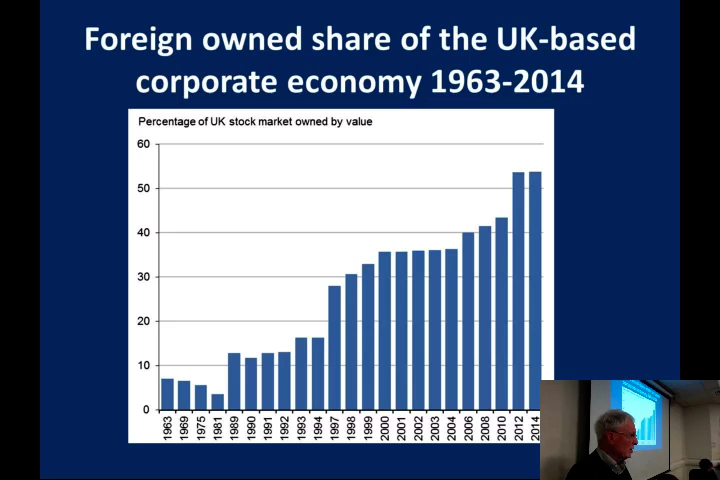 Foreign owned share of the UK-based
corporate economy 1963-2014
Percentage of UK stock market owned by value
60
50
40
30
20
10
0
1963 1969 1975 1981 1989 1990 1991 1992 1993 1994 1997 1998 1999 2000 2001 2002 2003 2004 2006 2008 2010 2012 2014